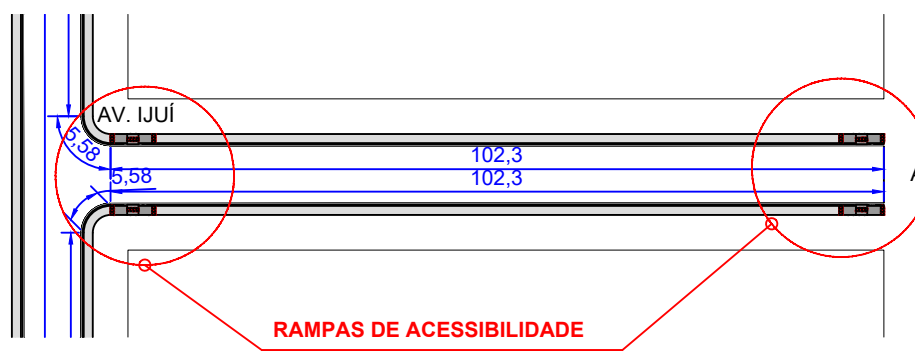 AV. IJUÍ
5,58
102,3
102,3
5,58
A
RAMPAS DE ACESSIBILIDADE